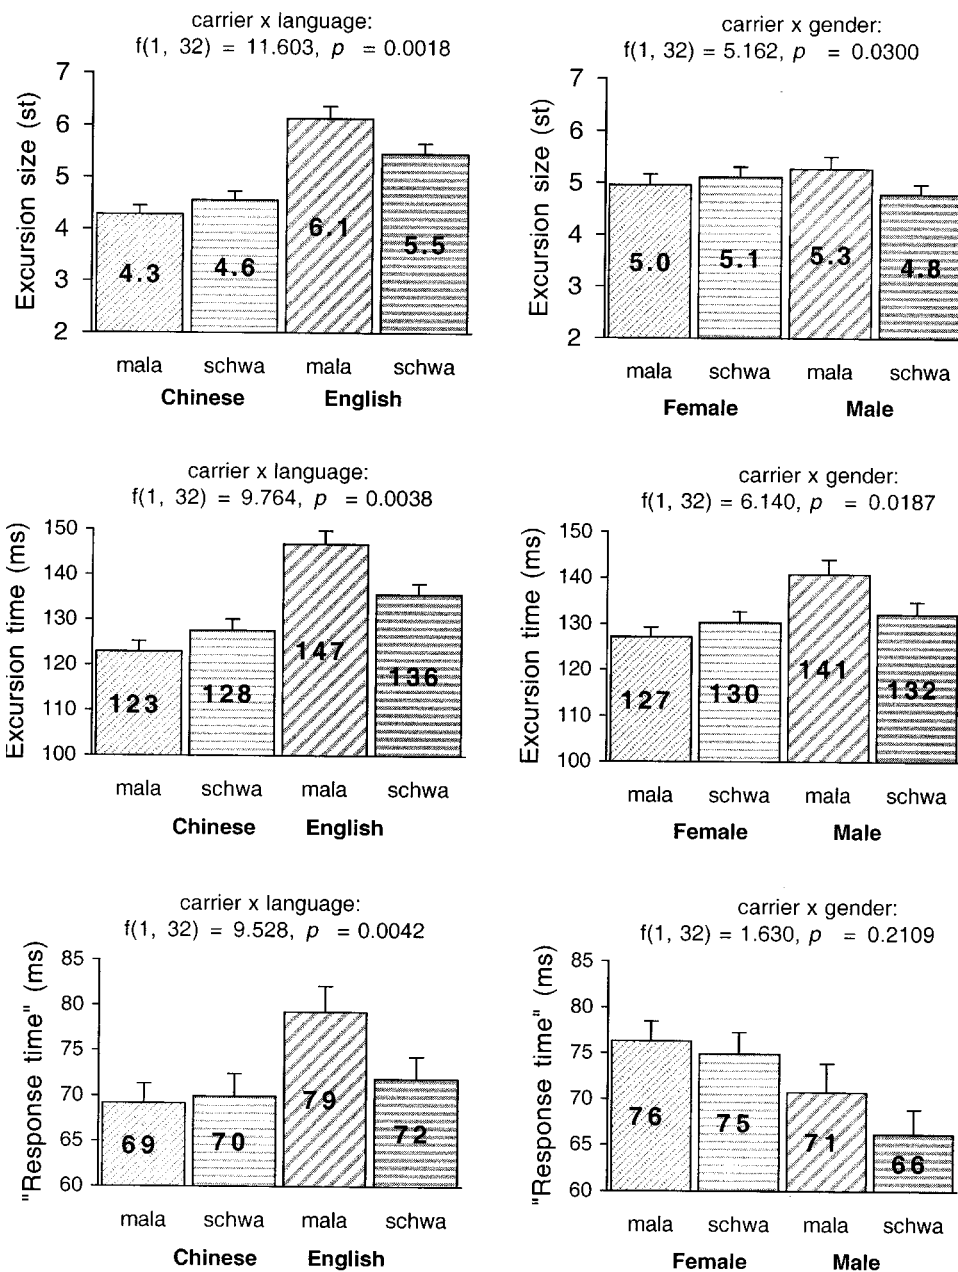 carrier x language:
f(1, 32) = 11.603, p = 0.0018
Excursion size (st)
7
6
5
4
3
2
4.3
4.6
6.1
5.5
mala schwa mala schwa
Chinese English
carrier x gender:
f(1, 32) = 5.162, p = 0.0300
Excursion size (st)
7
6
5
4
3
2
5.0
5.1
5.3
4.8
mala schwa mala schwa
Female Male
carrier x language:
f(1, 32) = 9.764, p = 0.0038
Excursion time (ms)
150
140
130
120
110
100
123
128
147
136
mala schwa mala schwa
Chinese English
carrier x gender:
f(1, 32) = 6.140, p = 0.0187
Excursion time (ms)
150
140
130
120
110
100
127
130
141
132
mala schwa mala schwa
Female Male
carrier x language:
f(1, 32) = 9.528, p = 0.0042
"Response time" (ms)
85
80
75
70
65
60
69
70
79
72
mala schwa mala schwa
Chinese English
carrier x gender:
f(1, 32) = 1.630, p = 0.2109
"Response time" (ms)
85
80
75
70
65
60
76
75
71
66
mala schwa mala schwa
Female Male